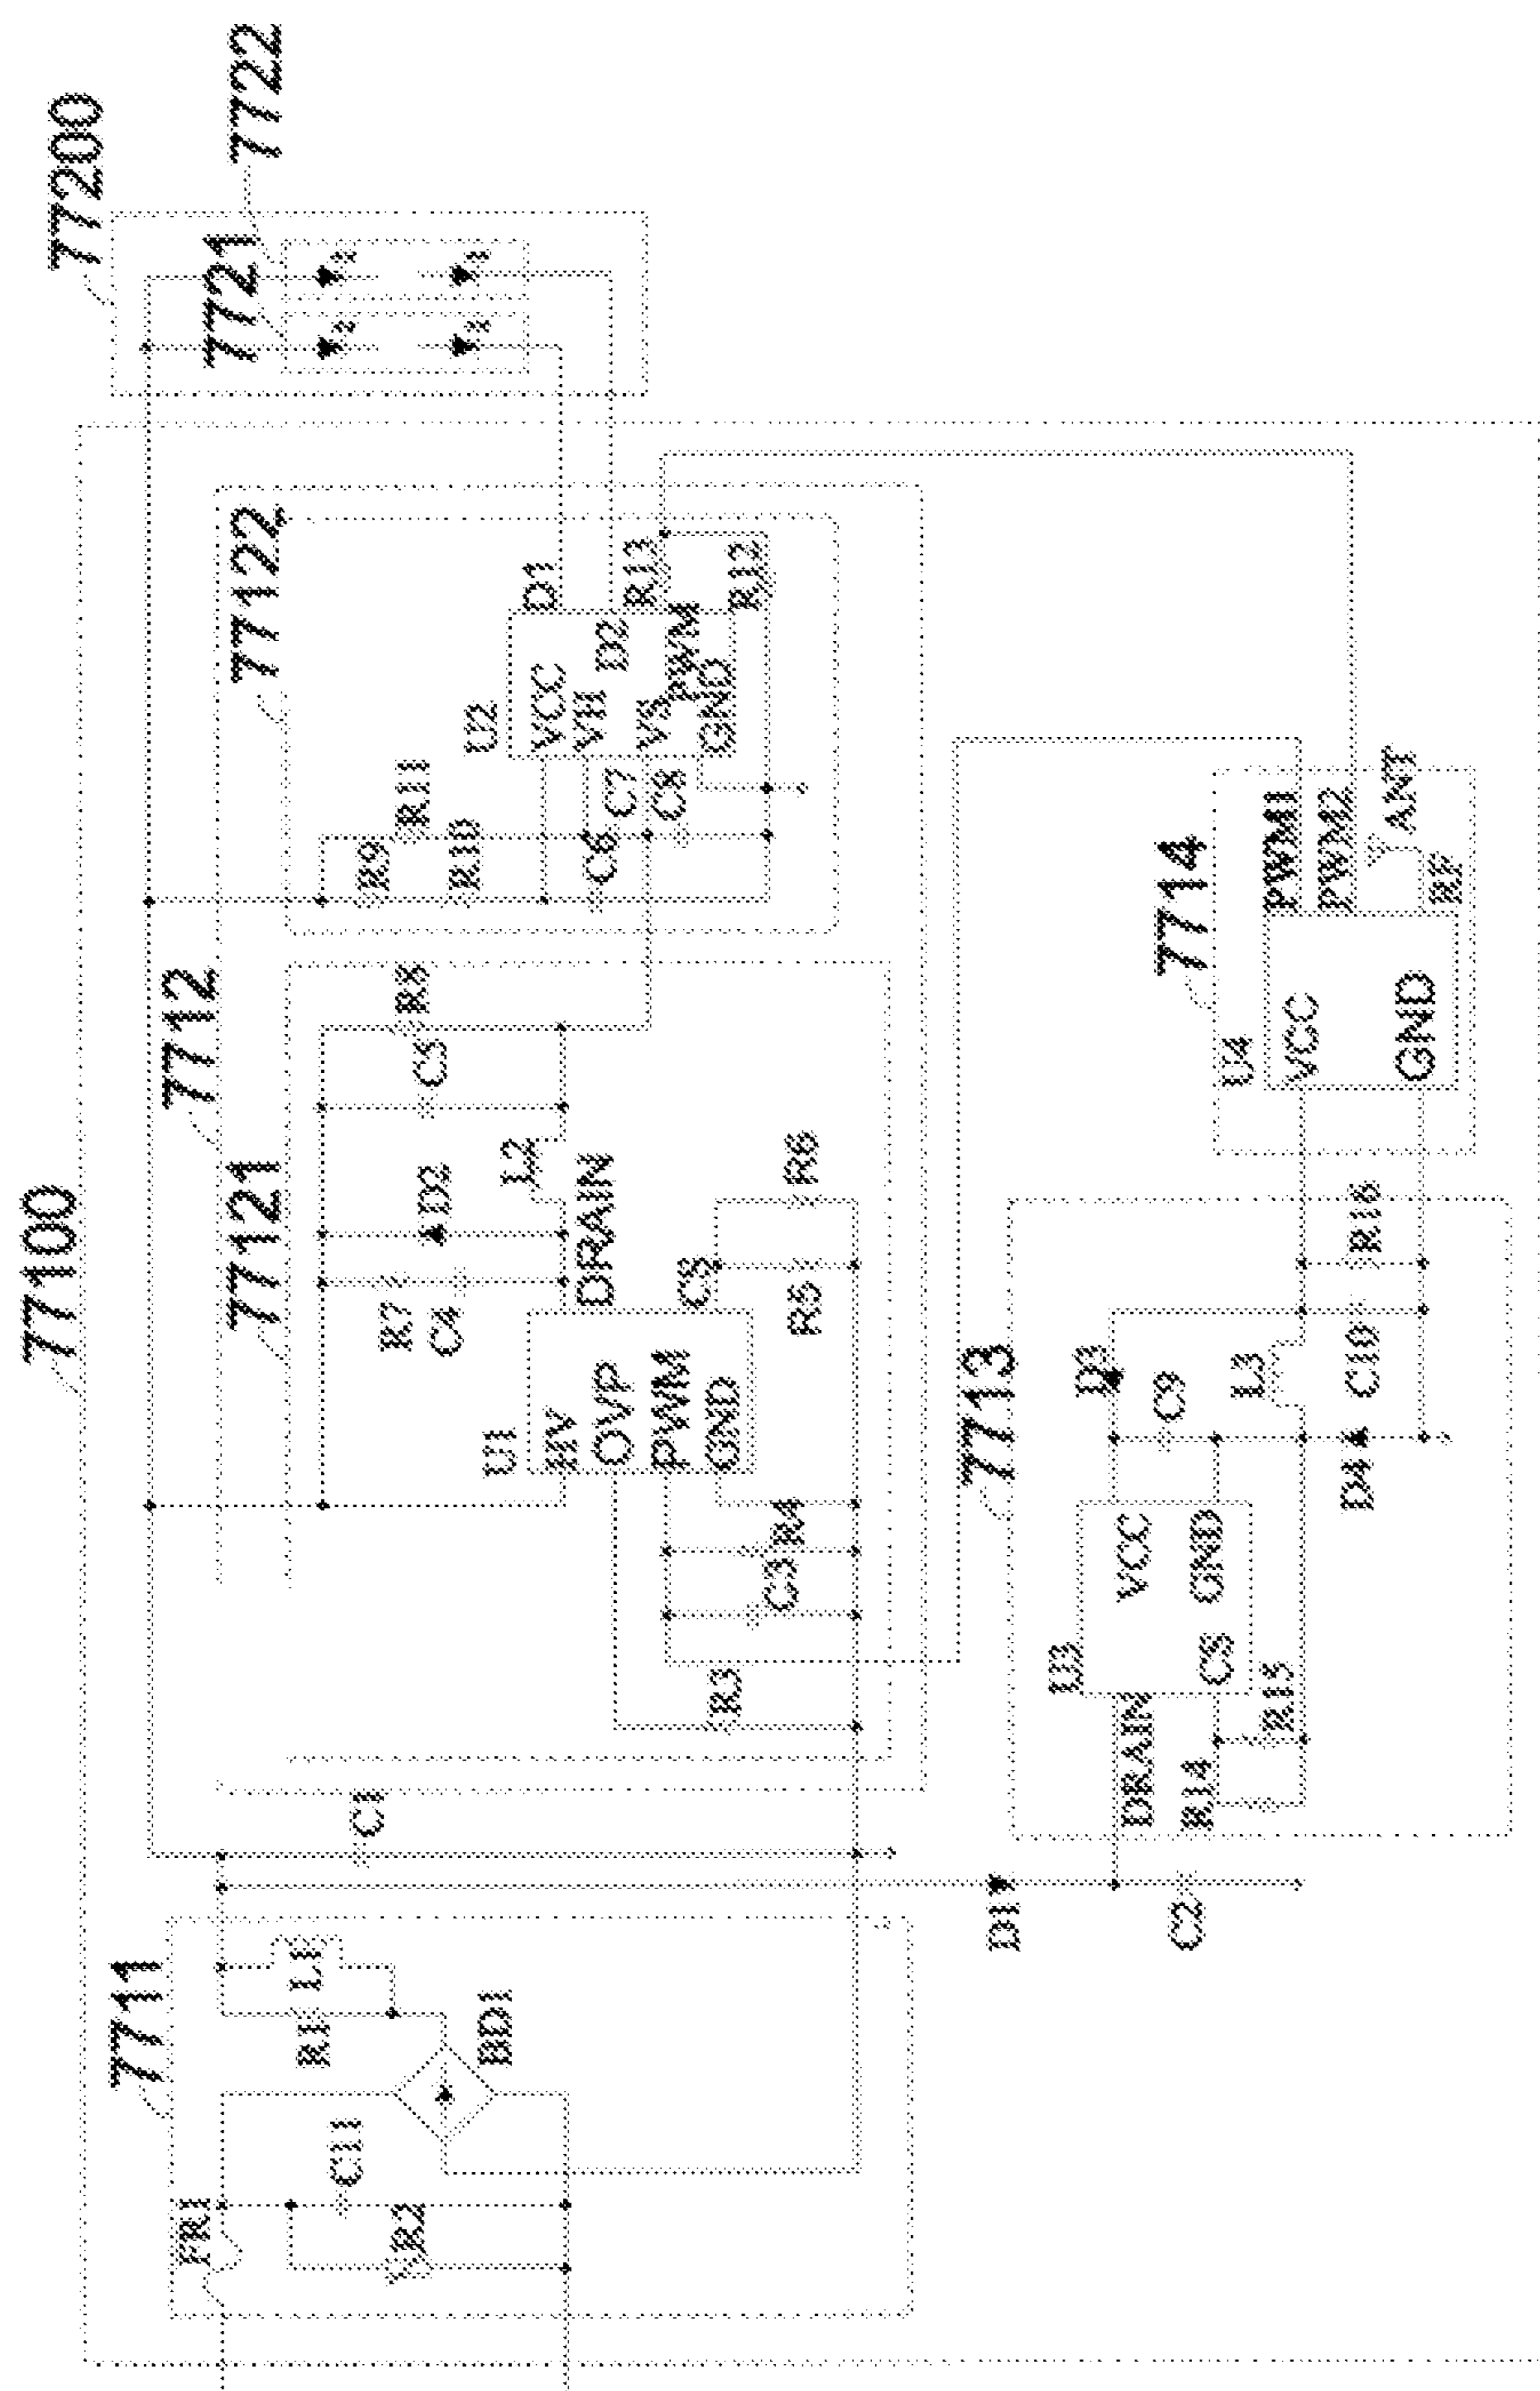 77100
77200
7711
7712
77121
77122
7721
7722
FR1
C11
R2
BD1
R1
L1
C1
U1
HV
OVP
PWM
GND
DRAIN
CS
R3
C3
R4
R5
R6
R7
C4
D2
L2
C5
R8
R9
R10
R11
U2
VCC
VH
VS
GND
PWM
D1
D2
C6
C7
C8
R13
R12
D17
C2
7713
U3
DRAIN
CS
VCC
GND
R14
R15
D3
C9
L3
D4
C10
R16
7714
U4
VCC
GND
PWM1
PWM2
ANT
RF